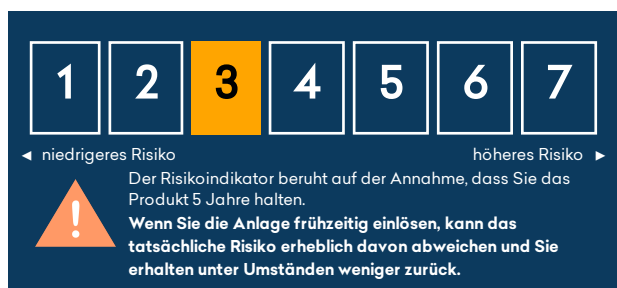 1 2 3 4 5 6 7
◄ niedrigeres Risiko höheres Risiko ►
Der Risikoindikator beruht auf der Annahme, dass Sie das
Produkt 5 Jahre halten.
Wenn Sie die Anlage frühzeitig einlösen, kann das
tatsächliche Risiko erheblich davon abweichen und Sie
erhalten unter Umständen weniger zurück.